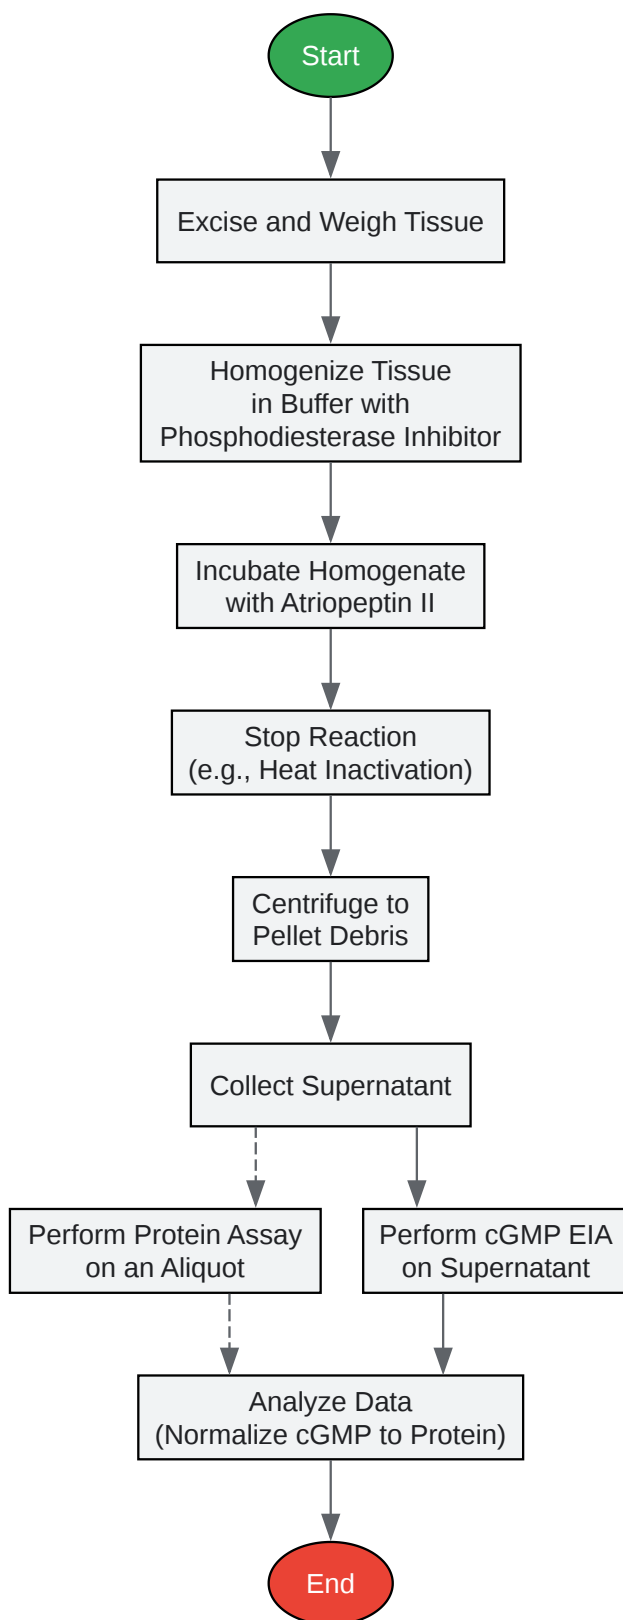 Start
Excise and Weigh Tissue
Homogenize Tissue
in Buffer with
Phosphodiesterase Inhibitor
Incubate Homogenate
with Atriopeptin II
Stop Reaction
(e.g., Heat Inactivation)
Centrifuge to
Pellet Debris
Collect Supernatant
Perform Protein Assay
on an Aliquot
Perform cGMP EIA
on Supernatant
Analyze Data
(Normalize cGMP to Protein)
End